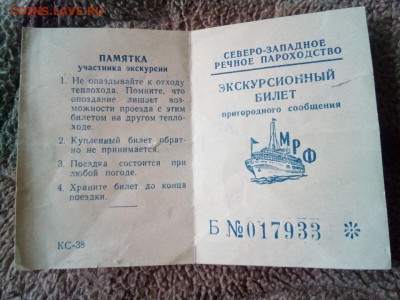 COINS.LAVE.RU
ПАМЯТКА
участника экскурсии
1. Не опаздывайте к отходу
теплохода. Помните, что
опоздание лишает воз-
можности проезда с этим
билетом на другом тепло-
ходе.
2. Купленный билет обрат-
но не принимается.
3. Поездка состоится при
любой погоде.
4. Храните билет до конца
поездки.
КС-38
СЕВЕРО-ЗАПАДНОЕ
РЕЧНОЕ ПАРОХОДСТВО
ЭКСКУРСИОННЫЙ
БИЛЕТ
пригородного сообщения
МРФ
Б №017933